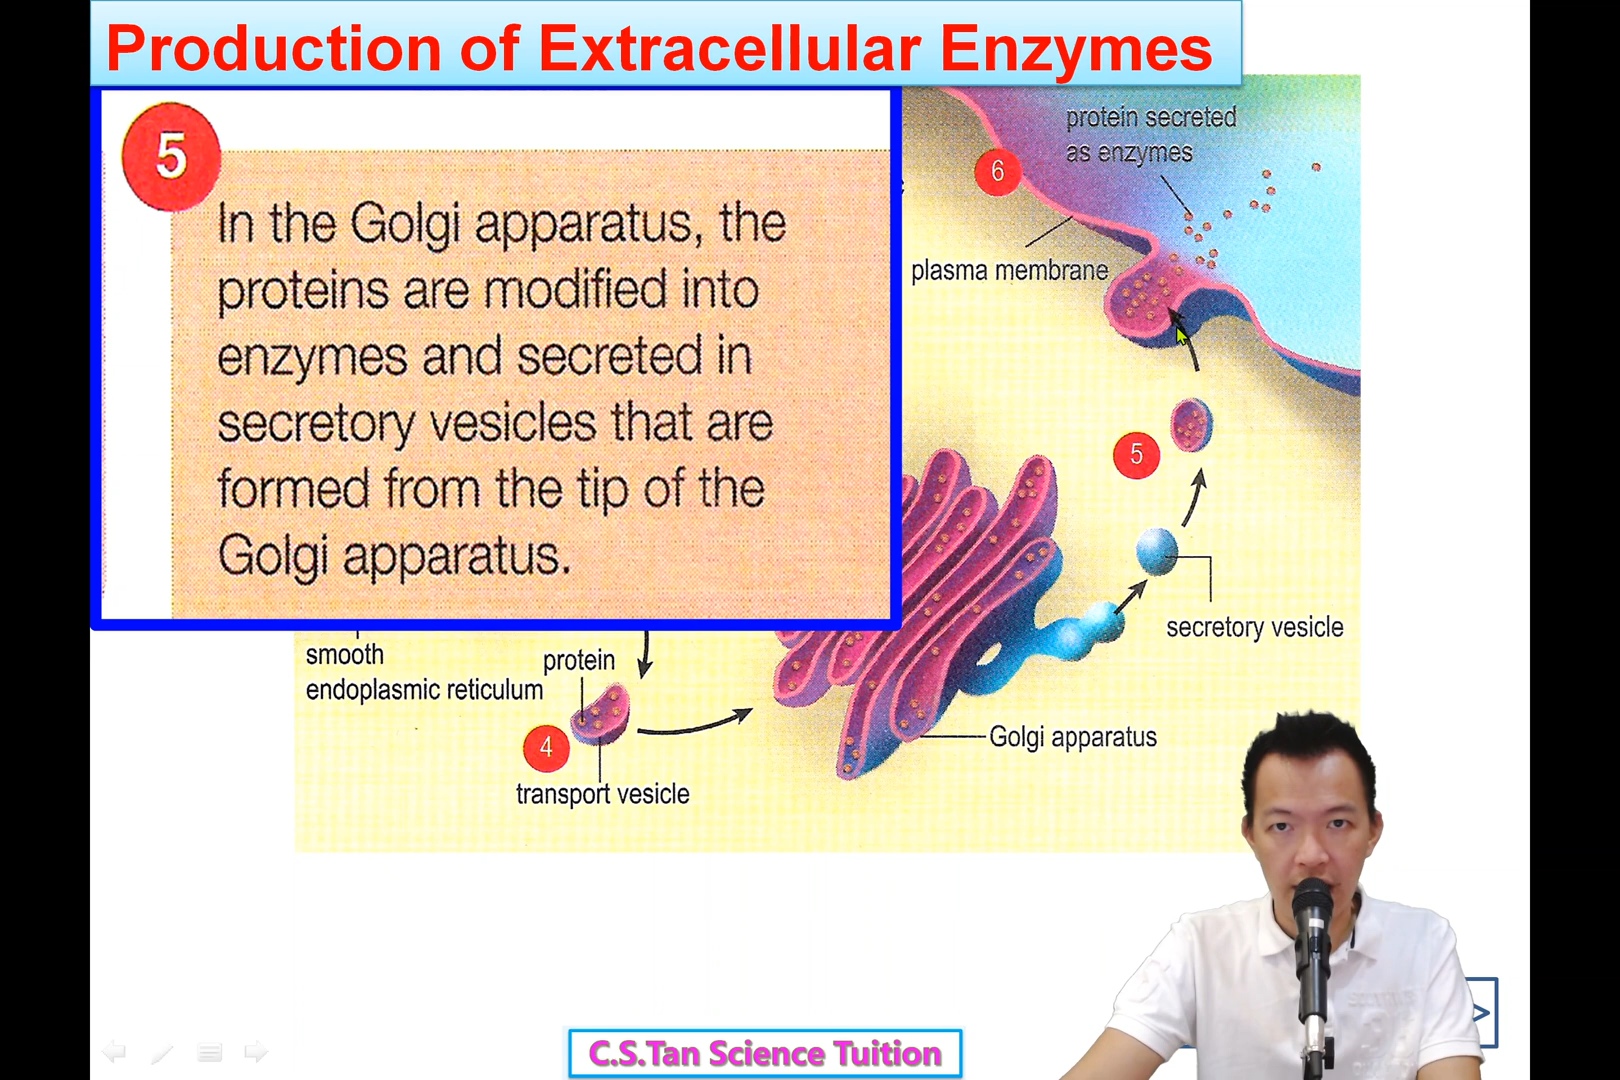 Production of Extracellular Enzymes
5
In the Golgi apparatus, the
proteins are modified into
enzymes and secreted in
secretory vesicles that are
formed from the tip of the
Golgi apparatus.
protein secreted
as enzymes
6
plasma membrane
5
secretory vesicle
smooth
endoplasmic reticulum
protein
4
transport vesicle
Golgi apparatus
C.S.Tan Science Tuition